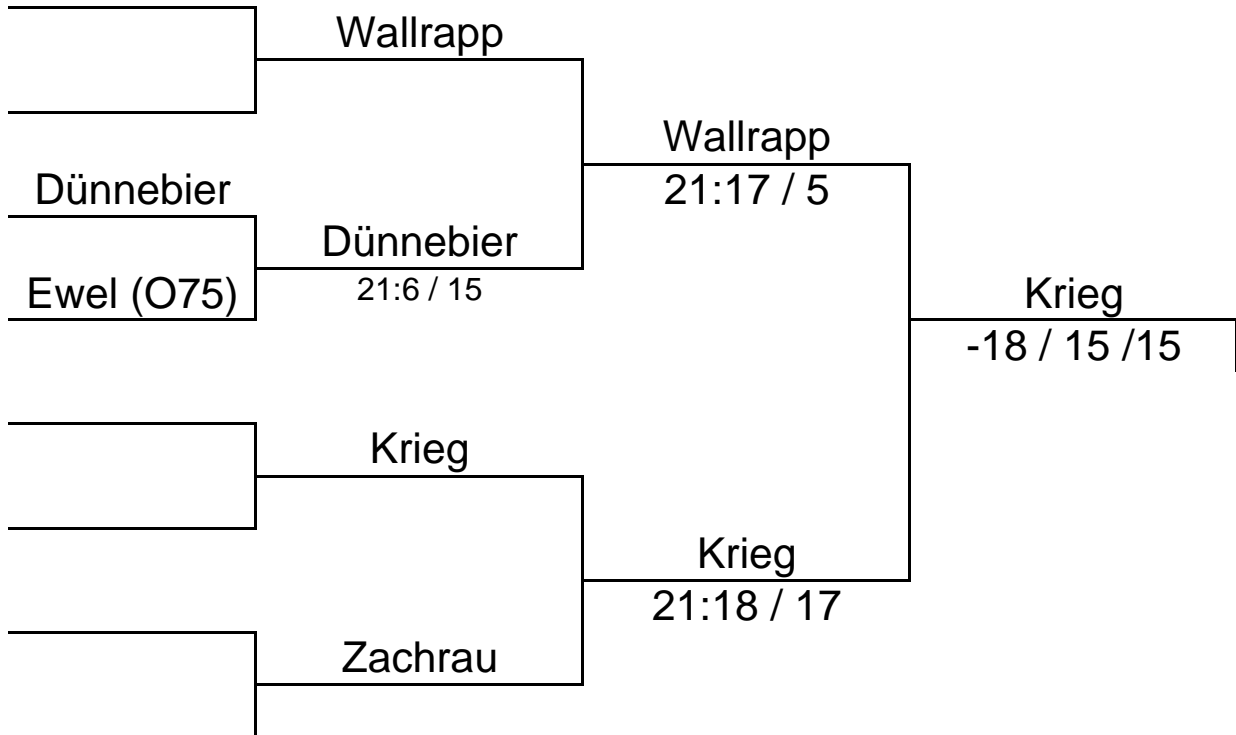 Wallrapp
Wallrapp
21:17 / 5
Dünnebier
Dünnebier
21:6 / 15
Ewel (O75)
Krieg
-18 / 15 /15
Krieg
Krieg
21:18 / 17
Zachrau